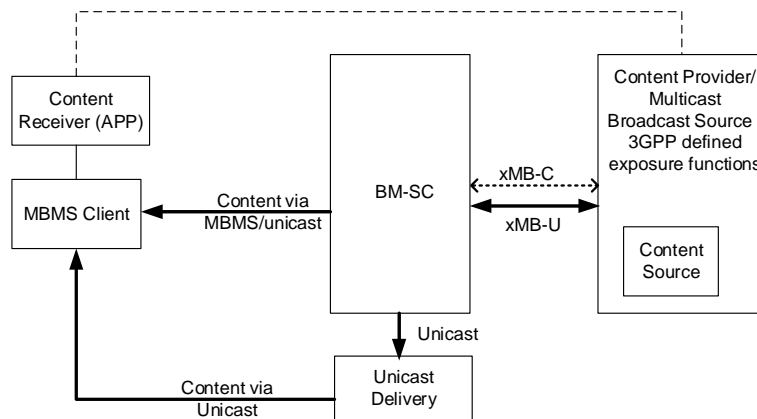 Content
Receiver (APP)
MBMS Client
Content via
MBMS/unicast
BM-SC
xMB-C
xMB-U
Content Provider/
Multicast
Broadcast Source
3GPP defined
exposure functions
Content
Source
Unicast
Unicast
Delivery
Content via
Unicast